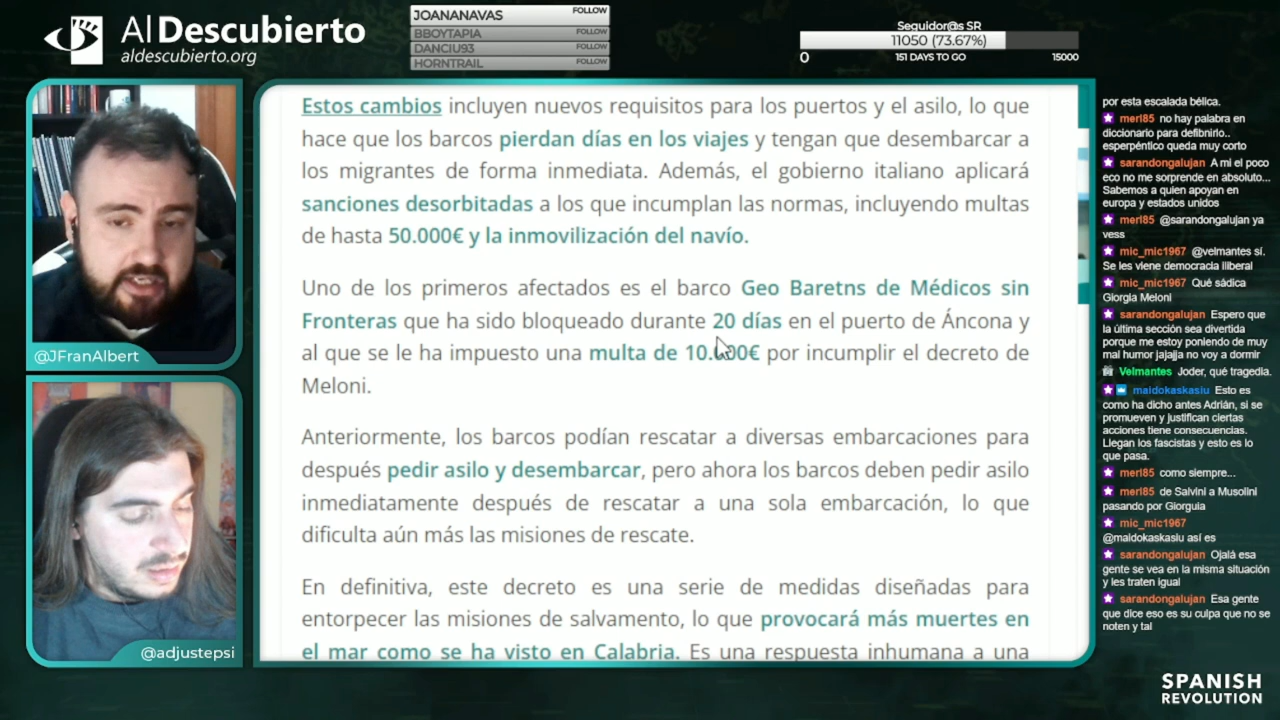 Al Descubierto
aldescubierto.org
JOANANAVAS FOLLOW
BBOYTAPIA FOLLOW
DANCIU93 FOLLOW
HORNTRAIL FOLLOW
Seguidor@s SR
11050 (73.67%)
0 151 DAYS TO GO 15000
Estos cambios incluyen nuevos requisitos para los puertos y el asilo, lo que
hace que los barcos pierdan días en los viajes y tengan que desembarcar a
los migrantes de forma inmediata. Además, el gobierno italiano aplicará
sanciones desorbitadas a los que incumplan las normas, incluyendo multas
de hasta 50.000€ y la inmovilización del navío.
Uno de los primeros afectados es el barco Geo Baretns de Médicos sin
Fronteras que ha sido bloqueado durante 20 días en el puerto de Áncona y
al que se le ha impuesto una multa de 10.000€ por incumplir el decreto de
Meloni.
Anteriormente, los barcos podían rescatar a diversas embarcaciones para
después pedir asilo y desembarcar, pero ahora los barcos deben pedir asilo
inmediatamente después de rescatar a una sola embarcación, lo que
dificulta aún más las misiones de rescate.
En definitiva, este decreto es una serie de medidas diseñadas para
entorpecer las misiones de salvamento, lo que provocará más muertes en
el mar como se ha visto en Calabria. Es una respuesta inhumana a una
@JFranAlbert
@adjustepsi
por esta escalada bélica.
merl85 no hay palabra en
diccionario para defibnirlo..
esperpéntico queda muy corto
sarandongalujan A mi el poco
eco no me sorprende en absoluto...
Sabemos a quien apoyan en
europa y estados unidos
merl85 @sarandongalujan ya
vess
mic_mic1967 @velmantes sí.
Se les viene democracia lliberal
mic_mic1967 Qué sádica
Giorgla Meloni
sarandongalujan Espero que
la última sección sea divertida
porque me estoy poniendo de muy
mal humor jajajja no voy a dormir
Velmantes Joder, qué tragedia.
maidokaskasiu Esto es
como ha dicho antes Adrián, si se
promueven y justifican ciertas
acciones tiene consecuencias.
Llegan los fascistas y esto es lo
que pasa.
merl85 como siempre...
merl85 de Salvini a Musolini
pasando por Giorguia
mic_mic1967
@maidokaskasiu así es
sarandongalujan Ojalá esa
gente se vea en la misma situación
y les traten igual
sarandongalujan Esa gente
que dice eso es su culpa que no se
noten y tal
SPANISH
REVOLUTION